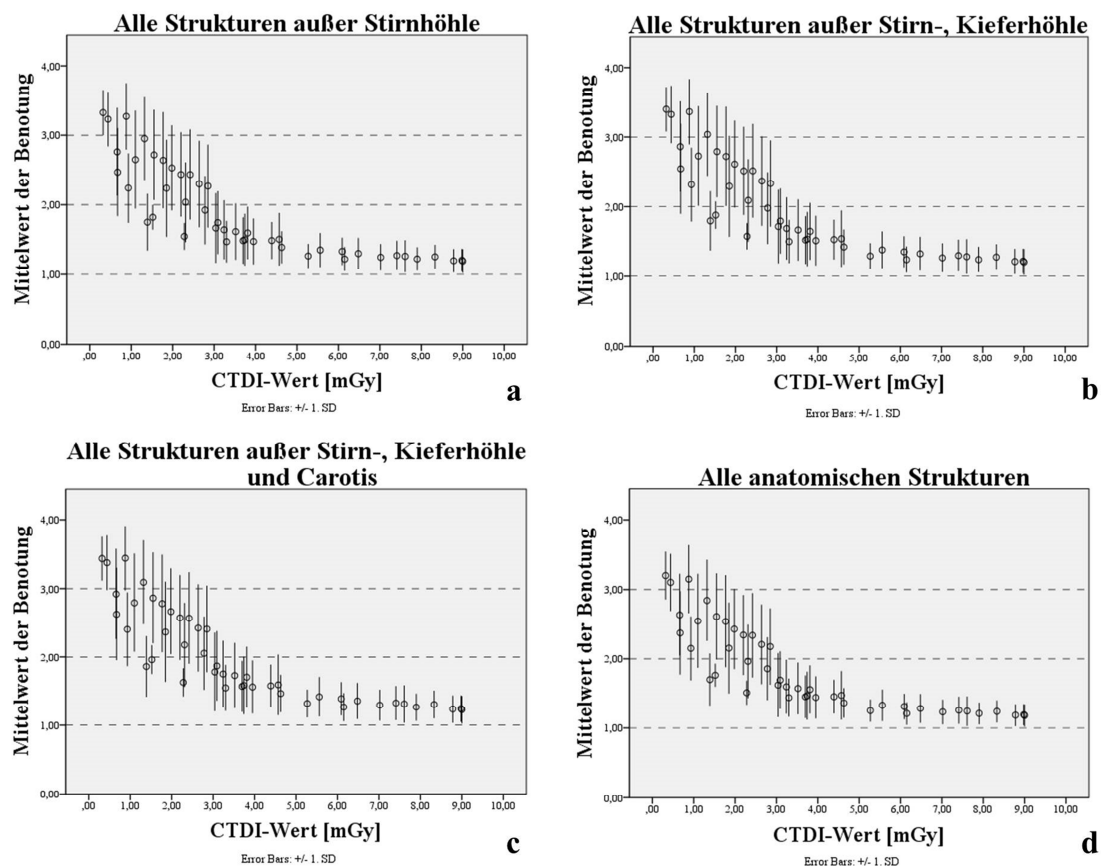 Alle Strukturen außer Stirnhöhle
Mittelwert der Benotung
4,00
3,00
2,00
1,00
0,00
,00 1,00 2,00 3,00 4,00 5,00 6,00 7,00 8,00 9,00 10,00
CTDI-Wert [mGy]
Error Bars: +/- 1. SD
a
Alle Strukturen außer Stirn-, Kieferhöhle
Mittelwert der Benotung
4,00
3,00
2,00
1,00
,00
,00 1,00 2,00 3,00 4,00 5,00 6,00 7,00 8,00 9,00 10,00
CTDI-Wert [mGy]
Error Bars: +/- 1. SD
b
Alle Strukturen außer Stirn-, Kieferhöhle
und Carotis
Mittelwert der Benotung
4,00
3,00
2,00
1,00
,00
,00 1,00 2,00 3,00 4,00 5,00 6,00 7,00 8,00 9,00 10,00
CTDI-Wert [mGy]
Error Bars: +/- 1. SD
c
Alle anatomischen Strukturen
Mittelwert der Benotung
4,00
3,00
2,00
1,00
,00
,00 1,00 2,00 3,00 4,00 5,00 6,00 7,00 8,00 9,00 10,00
CTDI-Wert [mGy]
Error Bars: +/- 1. SD
d